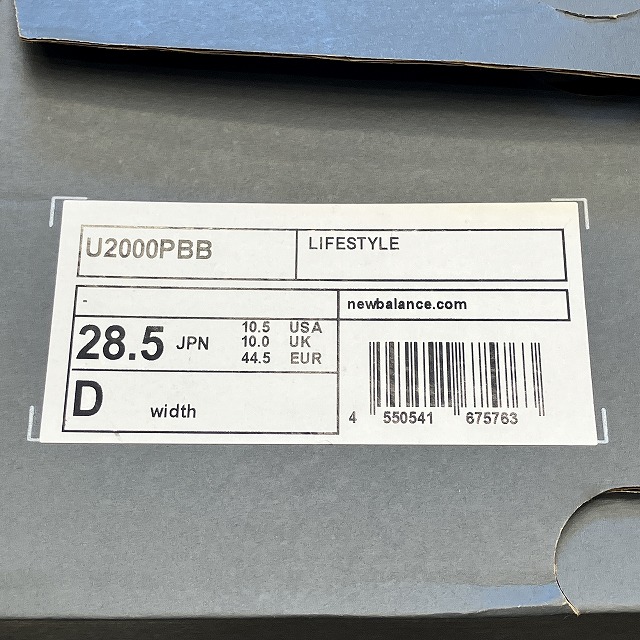 U2000PBB
LIFESTYLE
-
newbalance.com
28.5 JPN
10.5 USA
10.0 UK
44.5 EUR
D width
4 550541 675763